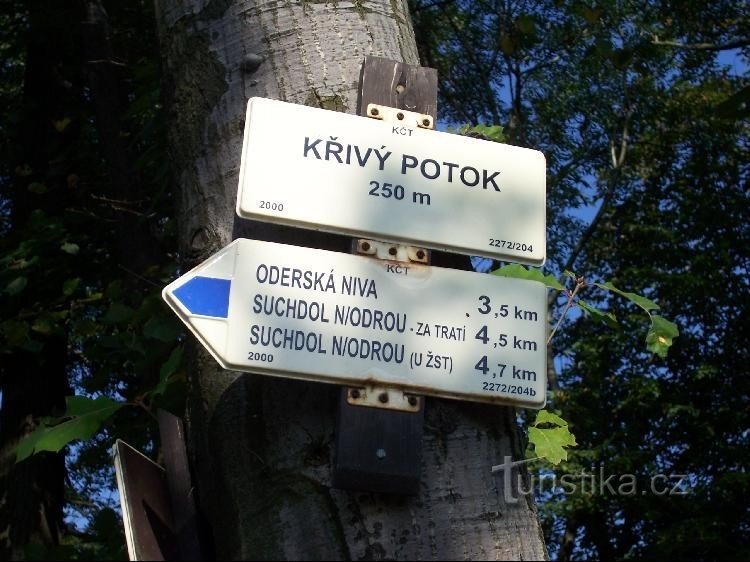 KČT
KŘIVÝ POTOK
250 m
2000 2272/204
KČT
ODERSKÁ NIVA 3,5 km
SUCHDOL N/ODROU - ZA TRATÍ 4,5 km
SUCHDOL N/ODROU (U ŽST) 4,7 km
2000 2272/204b
turistika.cz